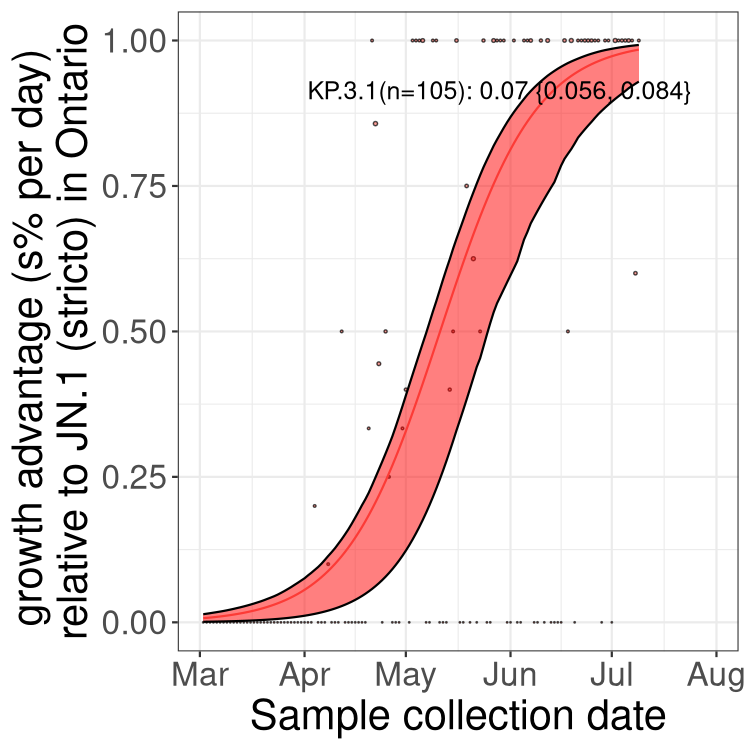 growth advantage (s% per day)
relative to JN.1 (stricto) in Ontario
1.00
0.75
0.50
0.25
0.00
KP.3.1(n=105): 0.07 {0.056, 0.084}
Mar Apr May Jun Jul Aug
Sample collection date